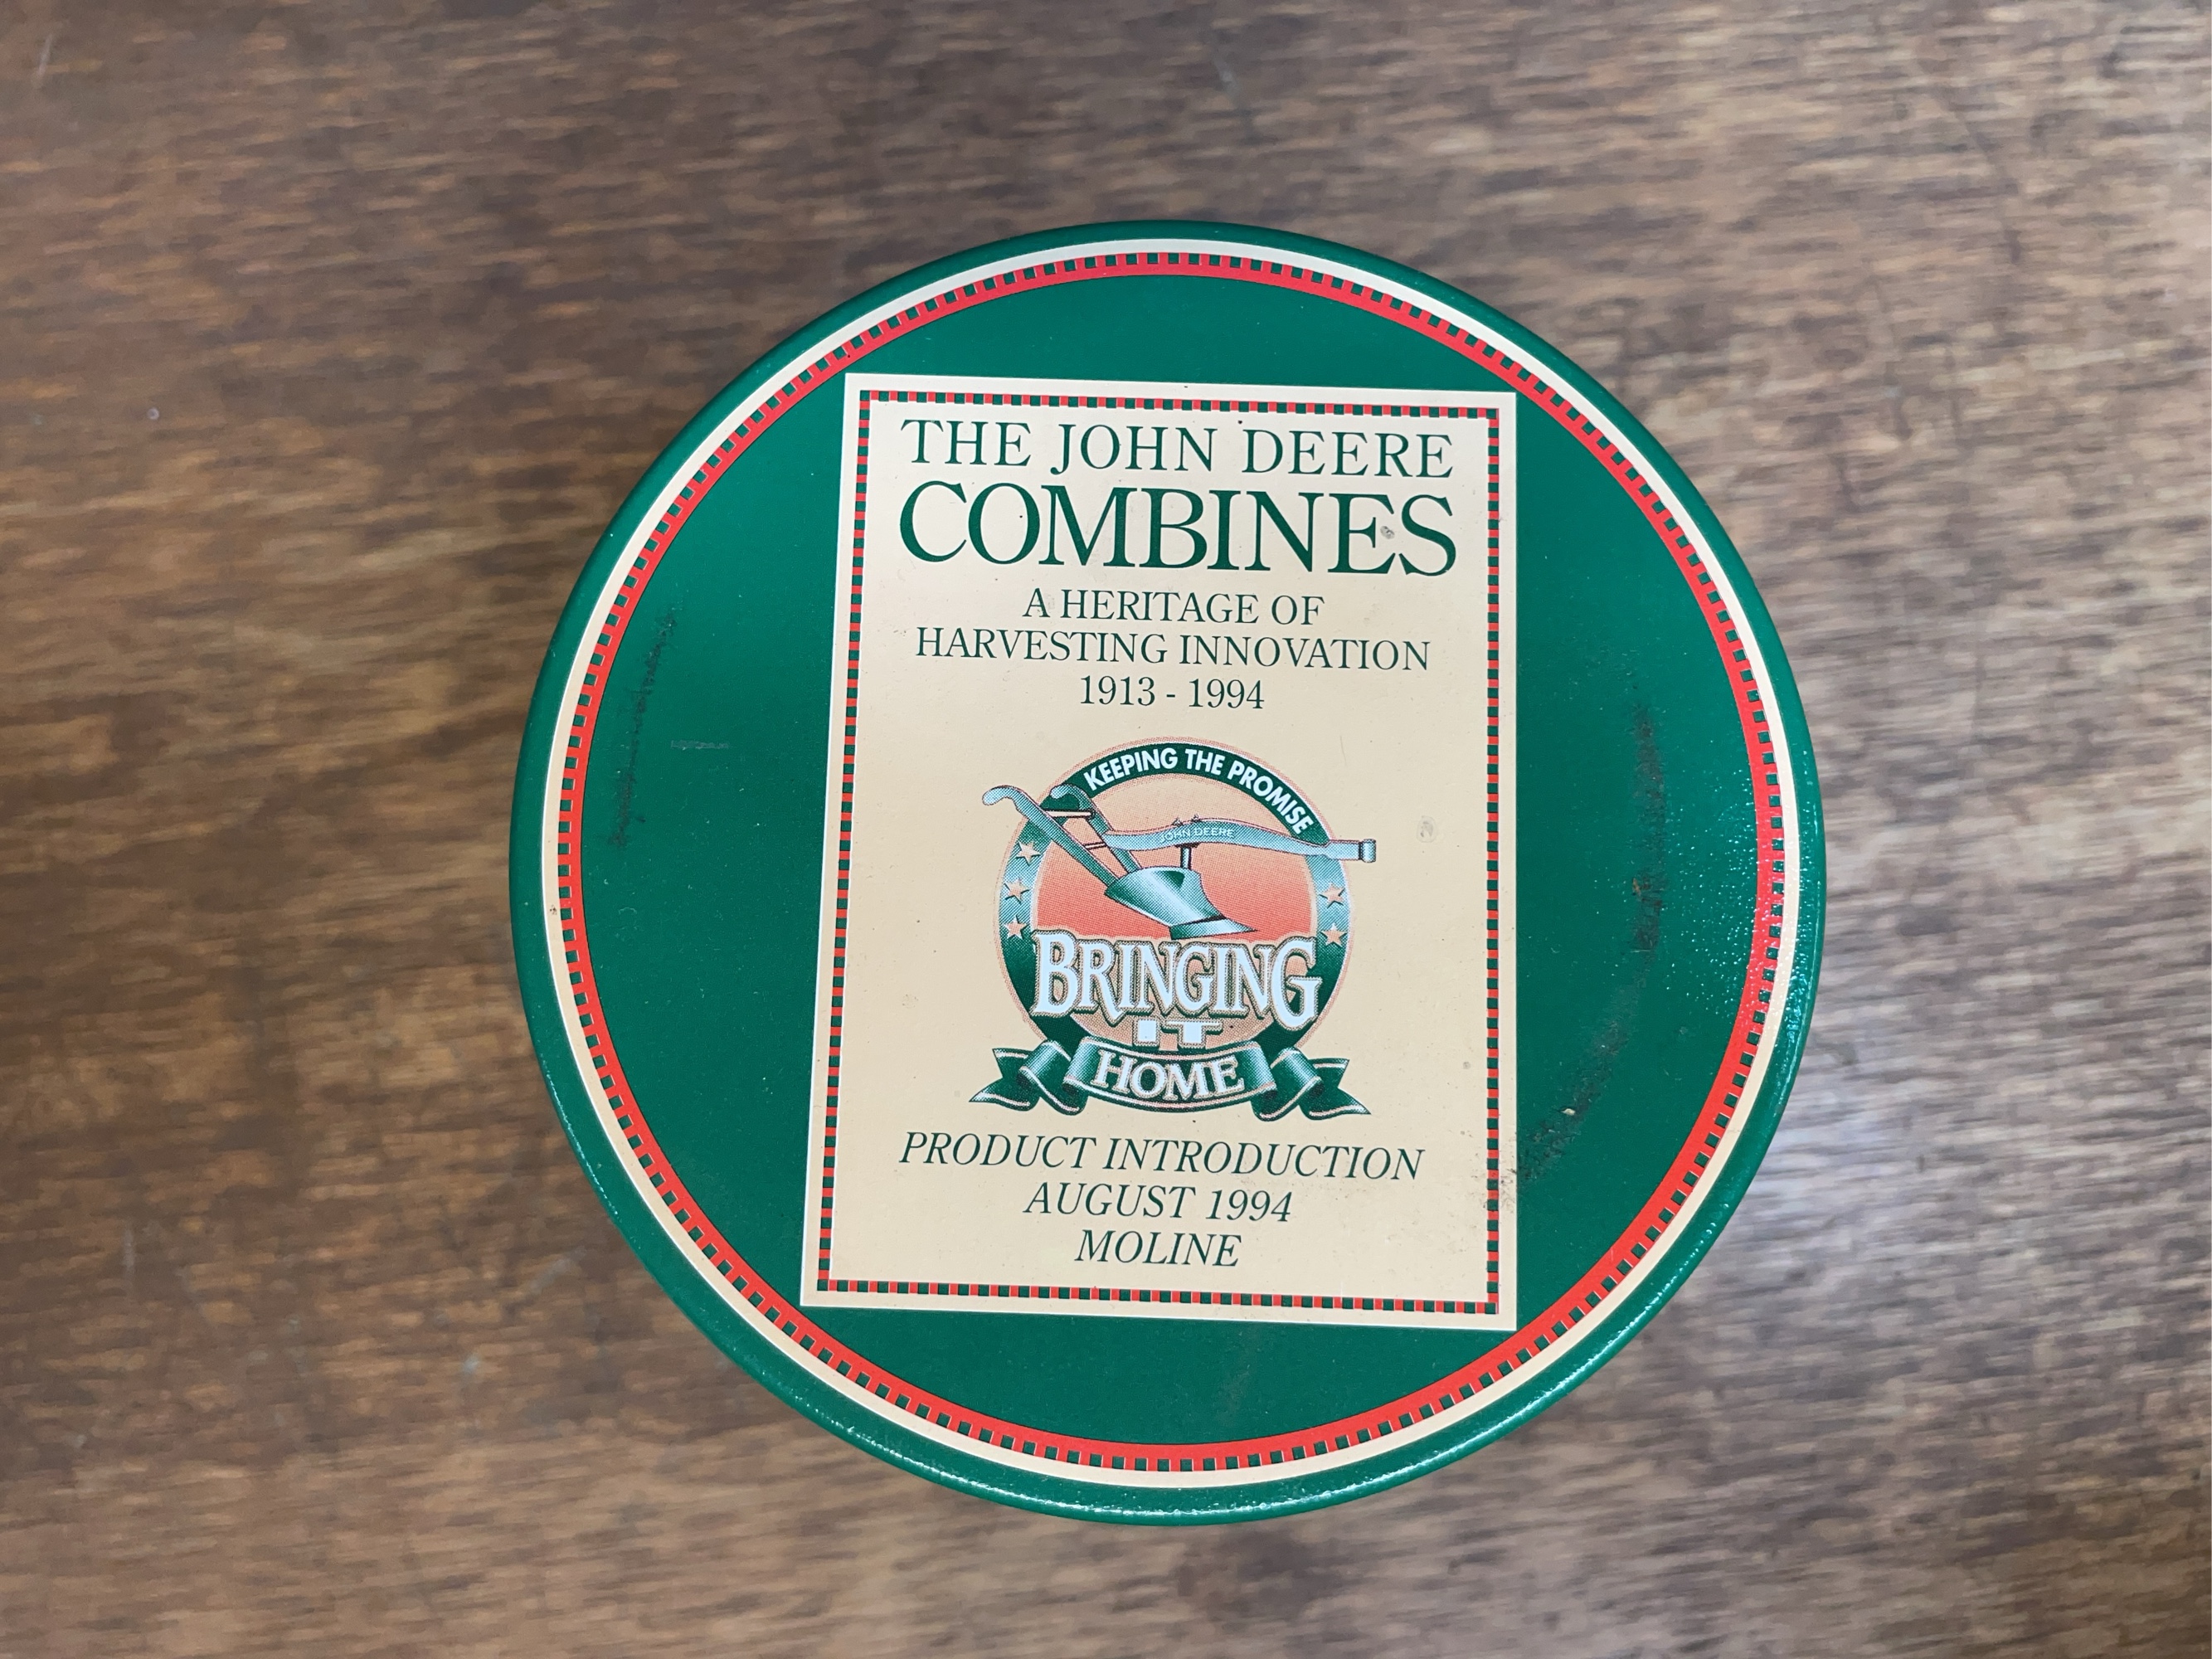 THE JOHN DEERE
COMBINES
A HERITAGE OF
HARVESTING INNOVATION
1913 - 1994
KEEPING THE PROMISE
JOHN DEERE
BRINGING
IT
HOME
PRODUCT INTRODUCTION
AUGUST 1994
MOLINE